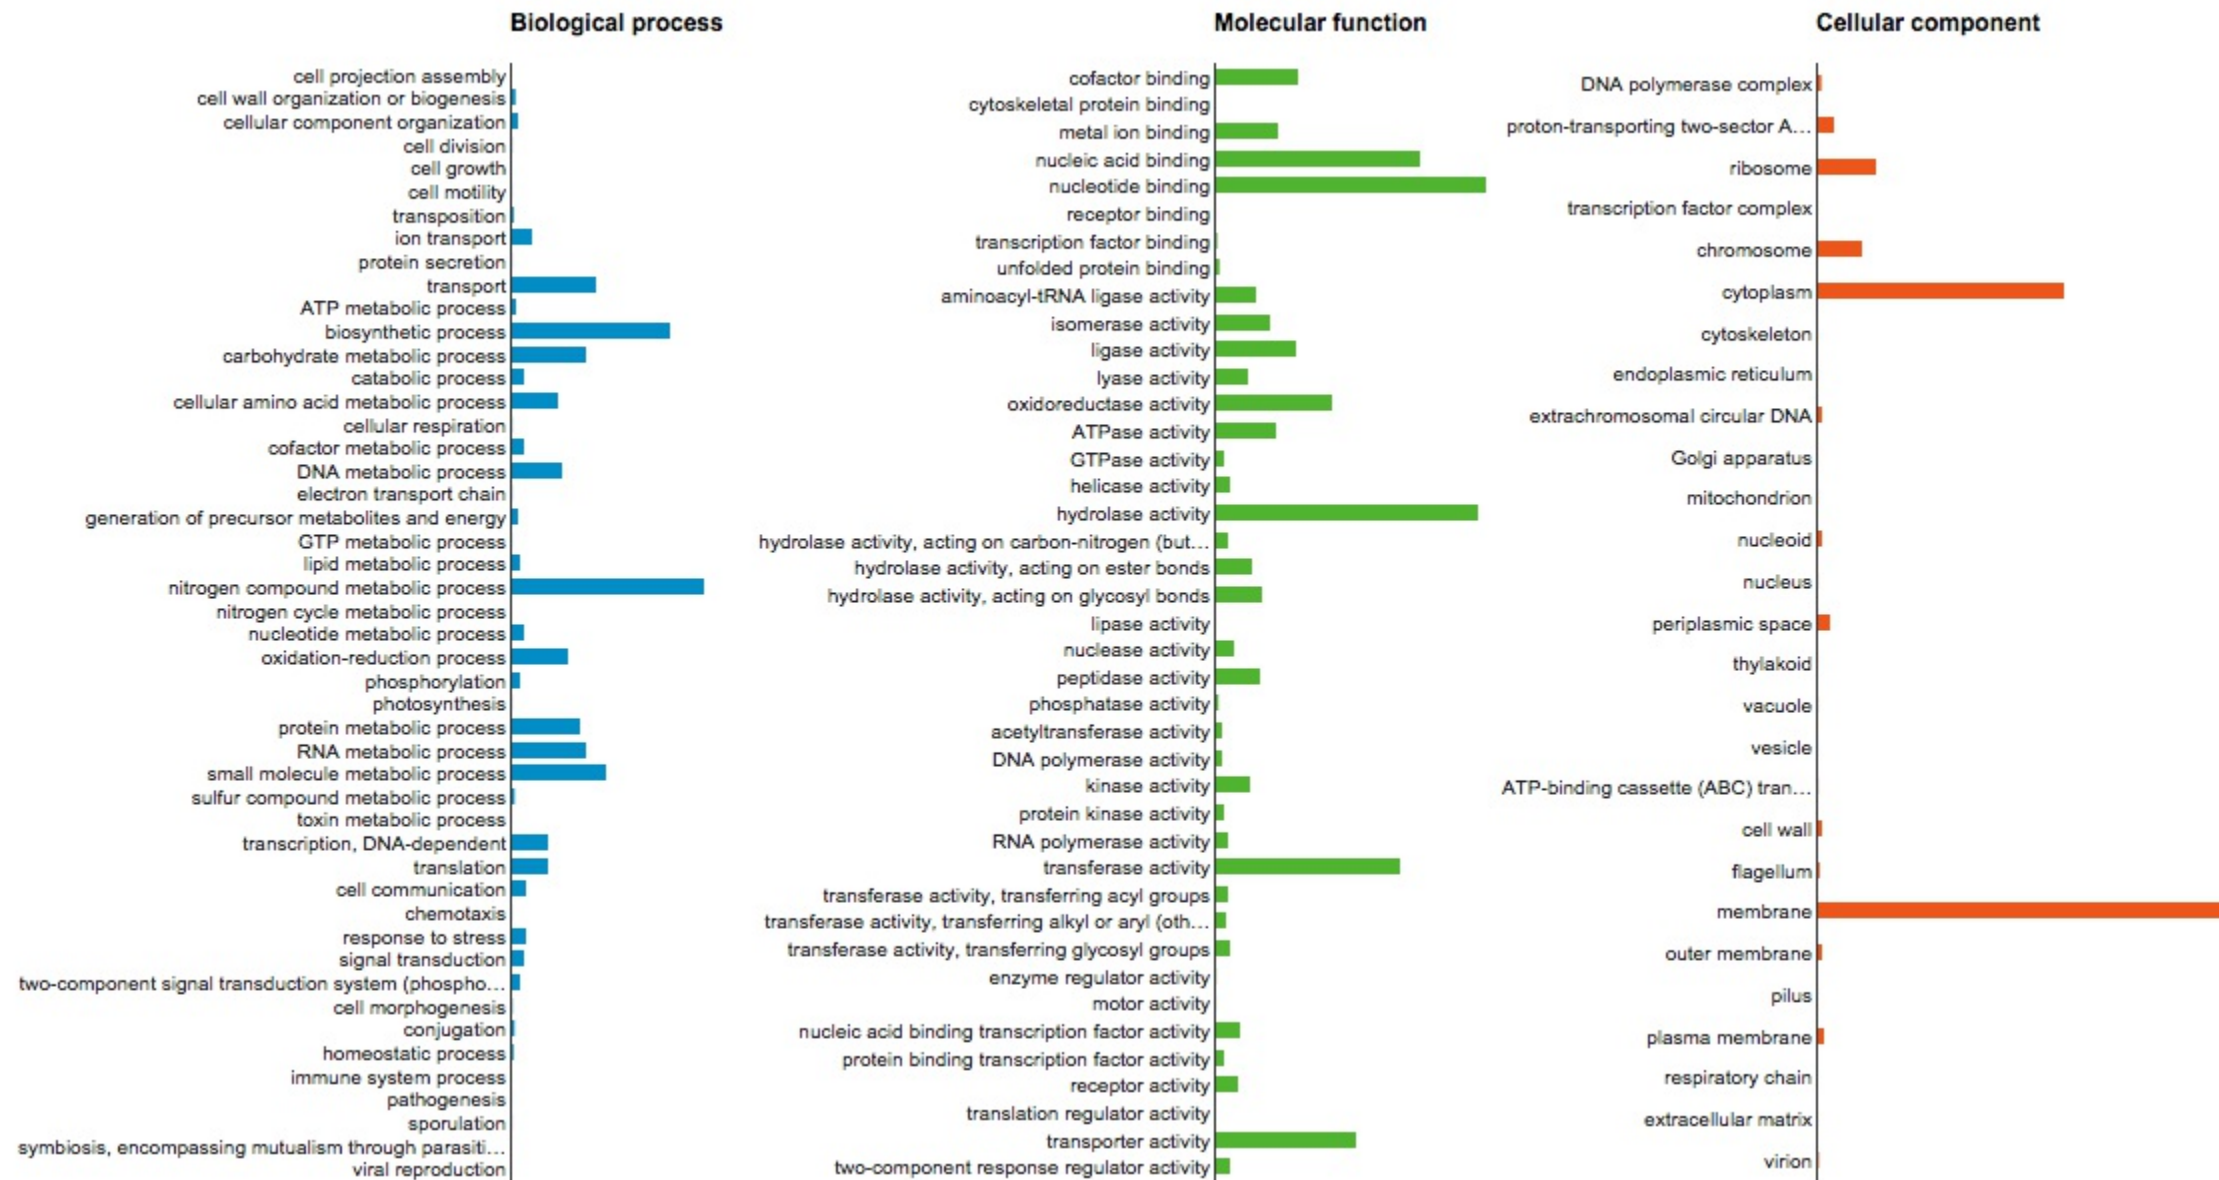 Biological process
cell projection assembly
cell wall organization or biogenesis
cellular component organization
cell division
cell growth
cell motility
transposition
ion transport
protein secretion
transport
ATP metabolic process
biosynthetic process
carbohydrate metabolic process
catabolic process
cellular amino acid metabolic process
cellular respiration
cofactor metabolic process
DNA metabolic process
electron transport chain
generation of precursor metabolites and energy
GTP metabolic process
lipid metabolic process
nitrogen compound metabolic process
nitrogen cycle metabolic process
nucleotide metabolic process
oxidation-reduction process
phosphorylation
photosynthesis
protein metabolic process
RNA metabolic process
small molecule metabolic process
sulfur compound metabolic process
toxin metabolic process
transcription, DNA-dependent
translation
cell communication
chemotaxis
response to stress
signal transduction
two-component signal transduction system (phospho...
cell morphogenesis
conjugation
homeostatic process
immune system process
pathogenesis
sporulation
symbiosis, encompassing mutualism through parasiti...
viral reproduction
Molecular function
cofactor binding
cytoskeletal protein binding
metal ion binding
nucleic acid binding
nucleotide binding
receptor binding
transcription factor binding
unfolded protein binding
aminoacyl-tRNA ligase activity
isomerase activity
ligase activity
lyase activity
oxidoreductase activity
ATPase activity
GTPase activity
helicase activity
hydrolase activity
hydrolase activity, acting on carbon-nitrogen (but...
hydrolase activity, acting on ester bonds
hydrolase activity, acting on glycosyl bonds
lipase activity
nuclease activity
peptidase activity
phosphatase activity
acetyltransferase activity
DNA polymerase activity
kinase activity
protein kinase activity
RNA polymerase activity
transferase activity
transferase activity, transferring acyl groups
transferase activity, transferring alkyl or aryl (oth...
transferase activity, transferring glycosyl groups
enzyme regulator activity
motor activity
nucleic acid binding transcription factor activity
protein binding transcription factor activity
receptor activity
translation regulator activity
transporter activity
two-component response regulator activity
Cellular component
DNA polymerase complex
proton-transporting two-sector A...
ribosome
transcription factor complex
chromosome
cytoplasm
cytoskeleton
endoplasmic reticulum
extrachromosomal circular DNA
Golgi apparatus
mitochondrion
nucleoid
nucleus
periplasmic space
thylakoid
vacuole
vesicle
ATP-binding cassette (ABC) tran...
cell wall
flagellum
membrane
outer membrane
pilus
plasma membrane
respiratory chain
extracellular matrix
virion